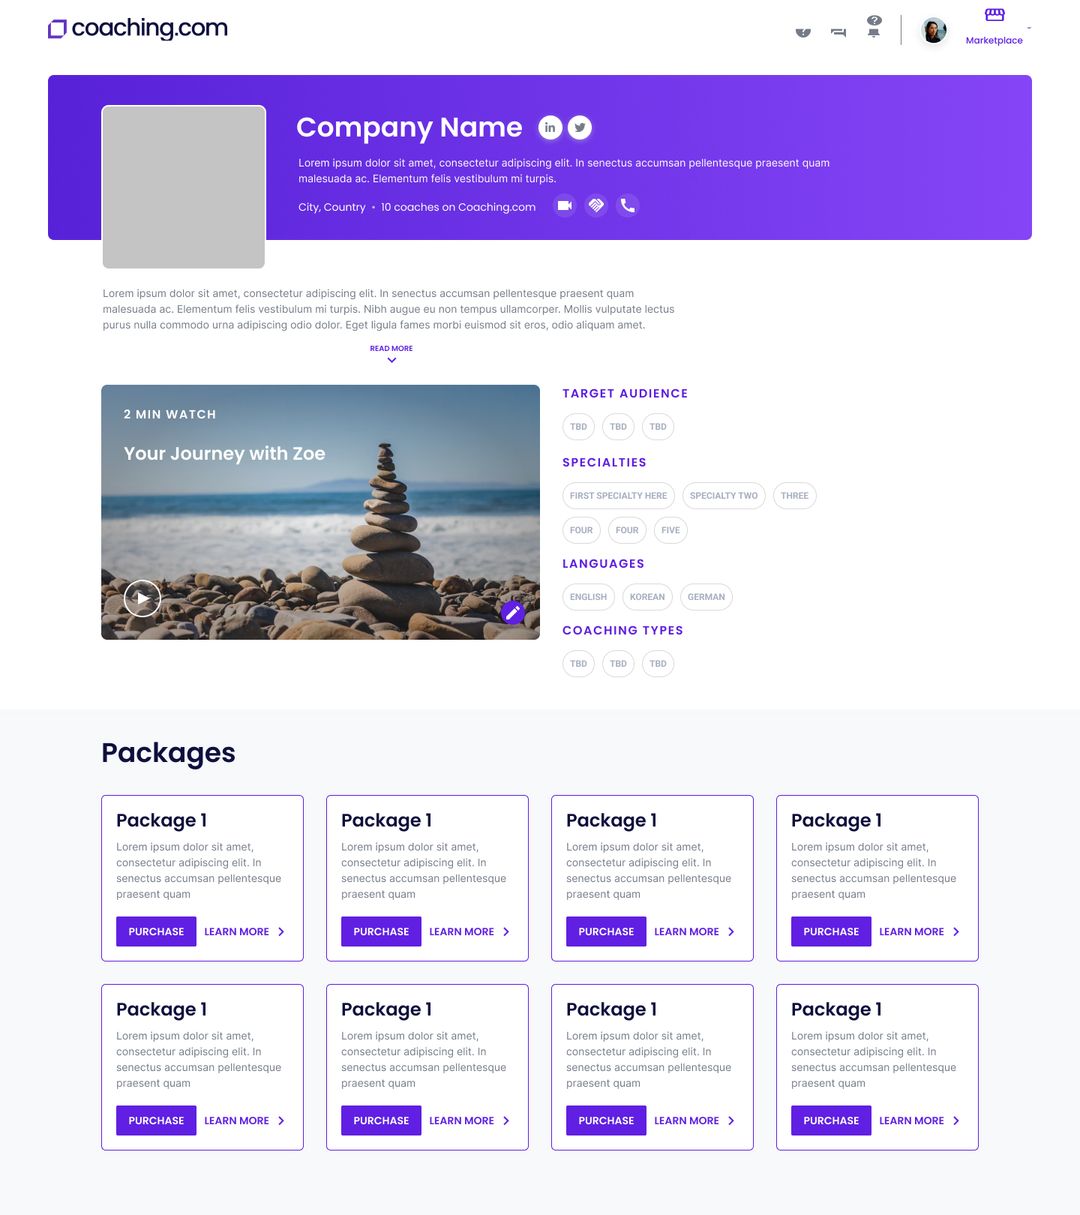 coaching.com
?
Marketplace
Company Name
in
Lorem ipsum dolor sit amet, consectetur adipiscing elit. In senectus accumsan pellentesque praesent quam
malesuada ac. Elementum felis vestibulum mi turpis.
City, Country • 10 coaches on Coaching.com
Lorem ipsum dolor sit amet, consectetur adipiscing elit. In senectus accumsan pellentesque praesent quam
malesuada ac. Elementum felis vestibulum mi turpis. Nibh augue eu non tempus ullamcorper. Mollis vulputate lectus
purus nulla commodo urna adipiscing odio dolor. Eget ligula fames morbi euismod sit eros, odio aliquam amet.
READ MORE
2 MIN WATCH
Your Journey with Zoe
TARGET AUDIENCE
TBD TBD TBD
SPECIALTIES
FIRST SPECIALTY HERE SPECIALTY TWO THREE
FOUR FOUR FIVE
LANGUAGES
ENGLISH KOREAN GERMAN
COACHING TYPES
TBD TBD TBD
Packages
Package 1
Lorem ipsum dolor sit amet,
consectetur adipiscing elit. In
senectus accumsan pellentesque
praesent quam
PURCHASE LEARN MORE
Package 1
Lorem ipsum dolor sit amet,
consectetur adipiscing elit. In
senectus accumsan pellentesque
praesent quam
PURCHASE LEARN MORE
Package 1
Lorem ipsum dolor sit amet,
consectetur adipiscing elit. In
senectus accumsan pellentesque
praesent quam
PURCHASE LEARN MORE
Package 1
Lorem ipsum dolor sit amet,
consectetur adipiscing elit. In
senectus accumsan pellentesque
praesent quam
PURCHASE LEARN MORE
Package 1
Lorem ipsum dolor sit amet,
consectetur adipiscing elit. In
senectus accumsan pellentesque
praesent quam
PURCHASE LEARN MORE
Package 1
Lorem ipsum dolor sit amet,
consectetur adipiscing elit. In
senectus accumsan pellentesque
praesent quam
PURCHASE LEARN MORE
Package 1
Lorem ipsum dolor sit amet,
consectetur adipiscing elit. In
senectus accumsan pellentesque
praesent quam
PURCHASE LEARN MORE
Package 1
Lorem ipsum dolor sit amet,
consectetur adipiscing elit. In
senectus accumsan pellentesque
praesent quam
PURCHASE LEARN MORE